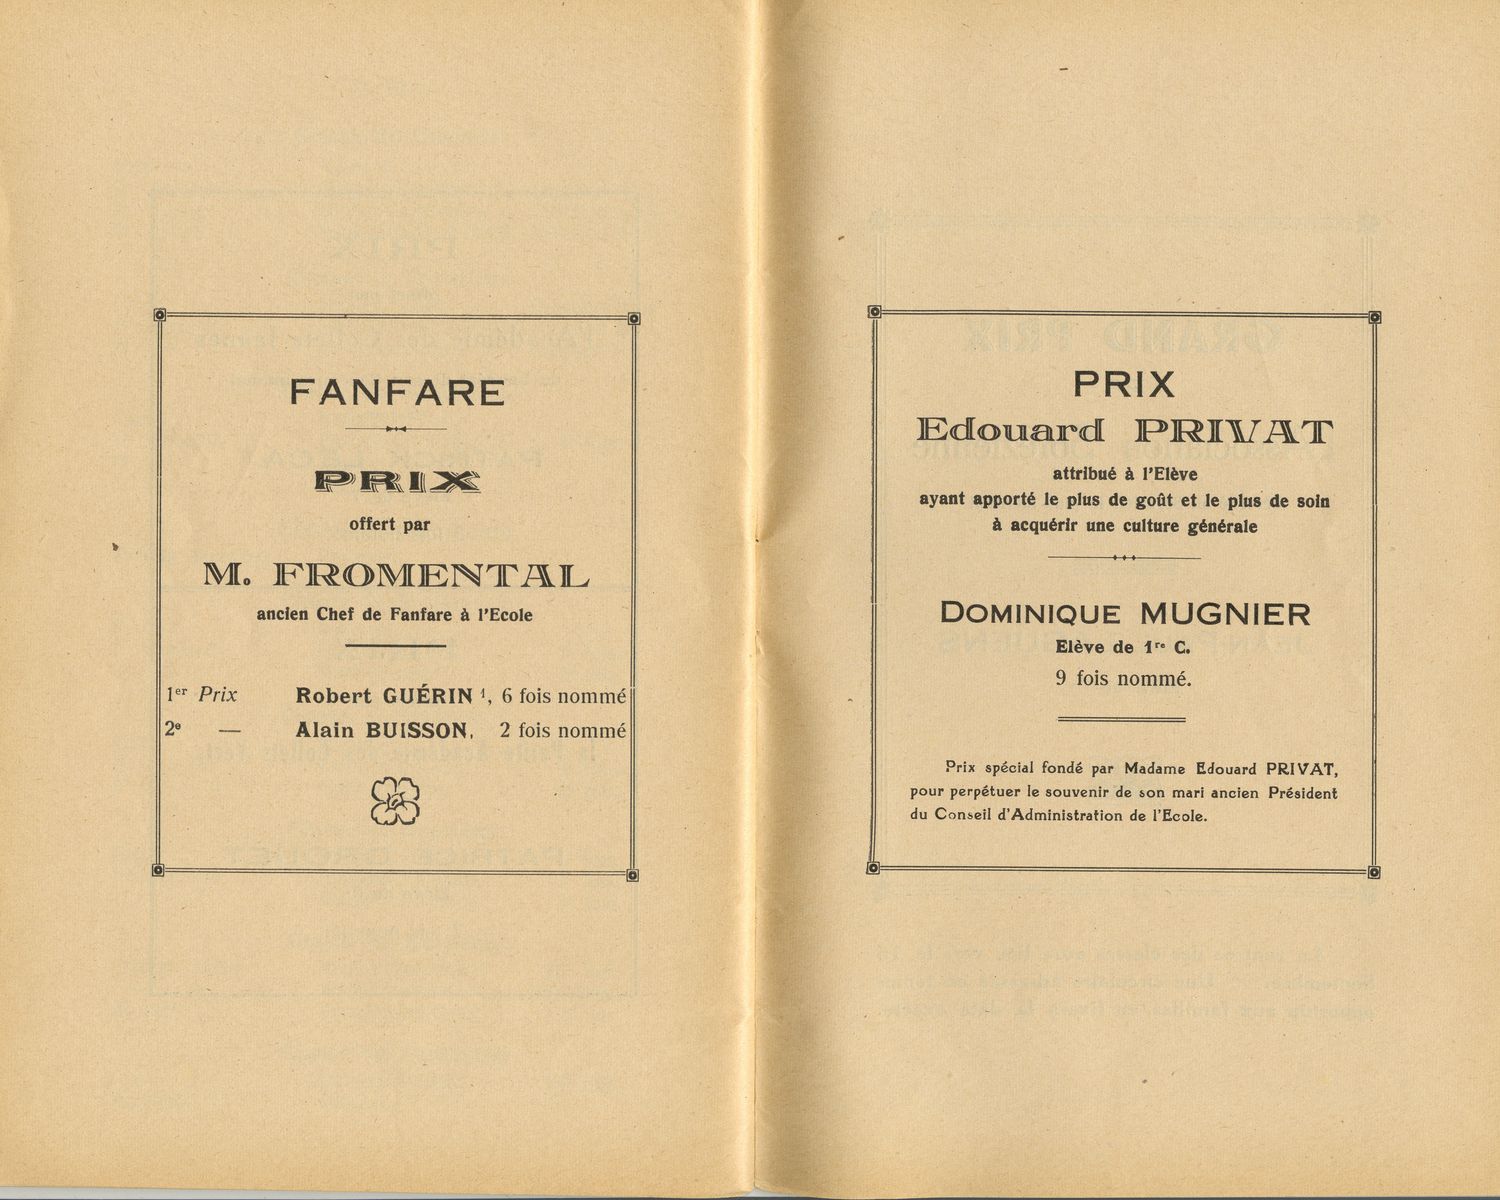 FANFARE
PRIX
offert par
M. FROMENTAL
ancien Chef de Fanfare à l'Ecole
1er Prix Robert GUÉRIN 1, 6 fois nommé
2e — Alain BUISSON, 2 fois nommé
PRIX
Edouard PRIVAT
attribué à l'Elève
ayant apporté le plus de goût et le plus de soin
à acquérir une culture générale
DOMINIQUE MUGNIER
Elève de 1re C.
9 fois nommé.
Prix spécial fondé par Madame Edouard PRIVAT,
pour perpétuer le souvenir de son mari ancien Président
du Conseil d'Administration de l'Ecole.